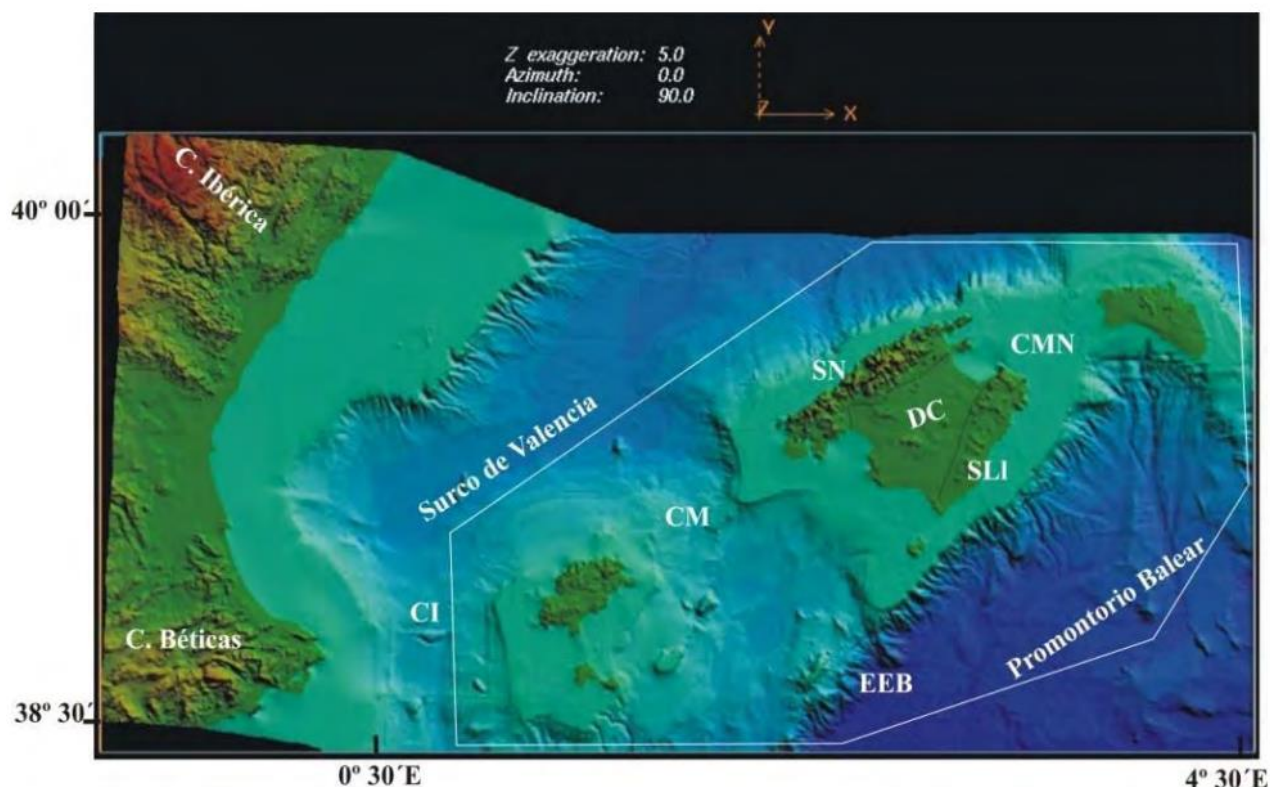 Z exaggeration: 5.0
Azimuth: 0.0
Inclination: 90.0
Y
Z
X
C. Ibérica
40º 00´
SN
CMN
DC
Surco de Valencia
SLl
CM
CI
C. Béticas
Promontorio Balear
EEB
38º 30´
0º 30´E
4º 30´E